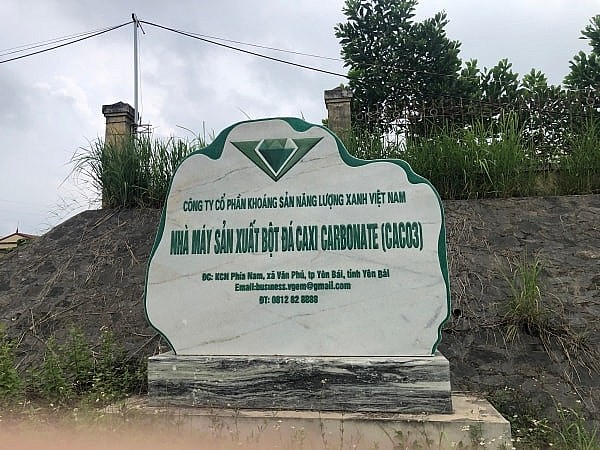 CÔNG TY CỔ PHẦN KHOÁNG SẢN NĂNG LƯỢNG XANH VIỆT NAM
NHÀ MÁY SẢN XUẤT BỘT ĐÁ CAXI CARBONATE (CACO3)
ĐC: KCN Phía Nam, xã Văn Phú, tp Yên Bái, tỉnh Yên Bái
Email:business.vgem@gmail.com
ĐT: 0812 82 8888